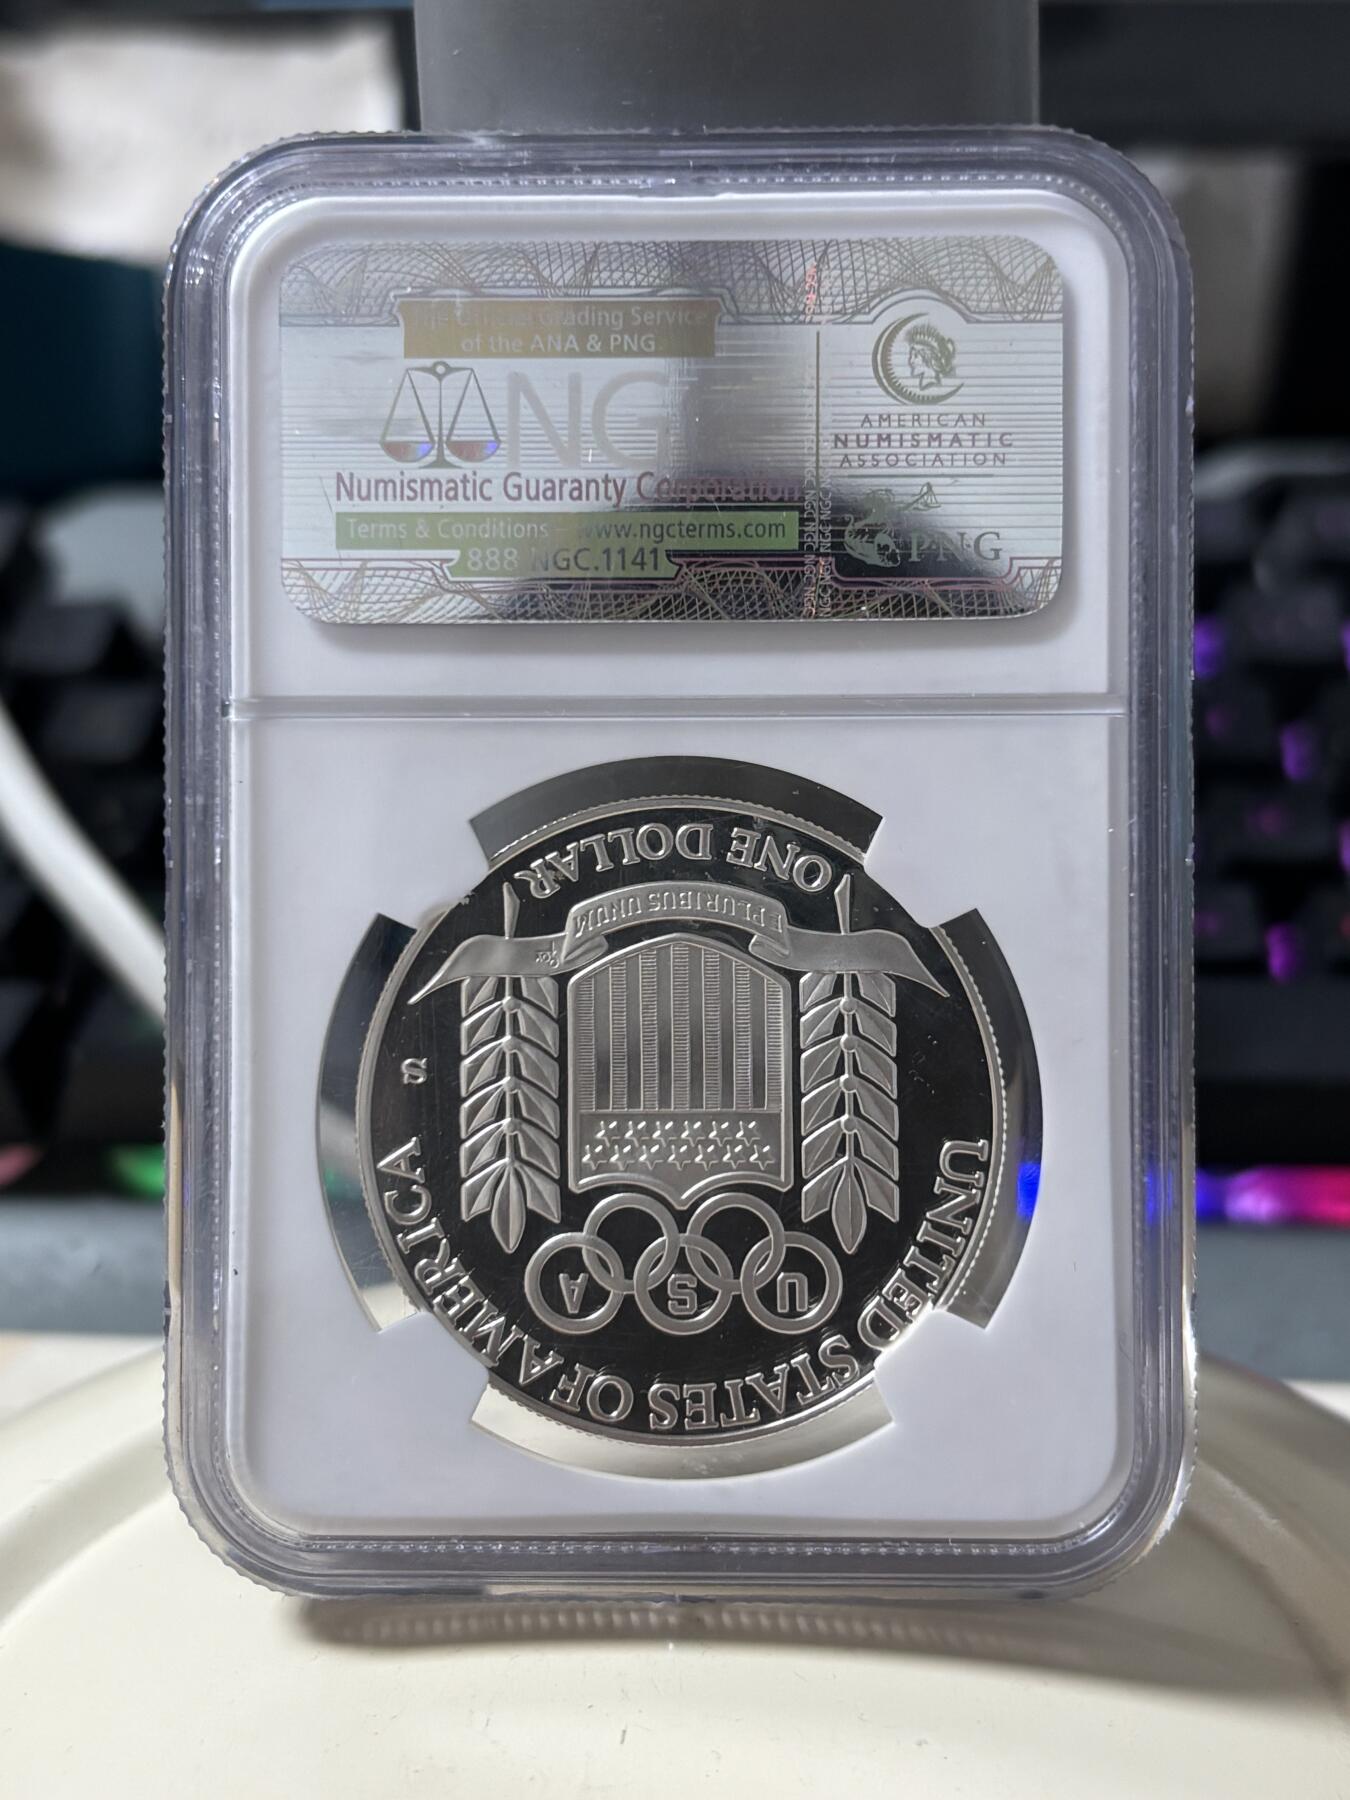 The Official Grading Service
of the ANA & PNG
NG
Numismatic Guaranty Corporation
Terms & Conditions – www.ngcterms.com
888 NGC.1141
AMERICAN
NUMISMATIC
ASSOCIATION
PNG
ONE DOLLAR
E PLURIBUS UNUM
S
U S A
UNITED STATES OF AMERICA